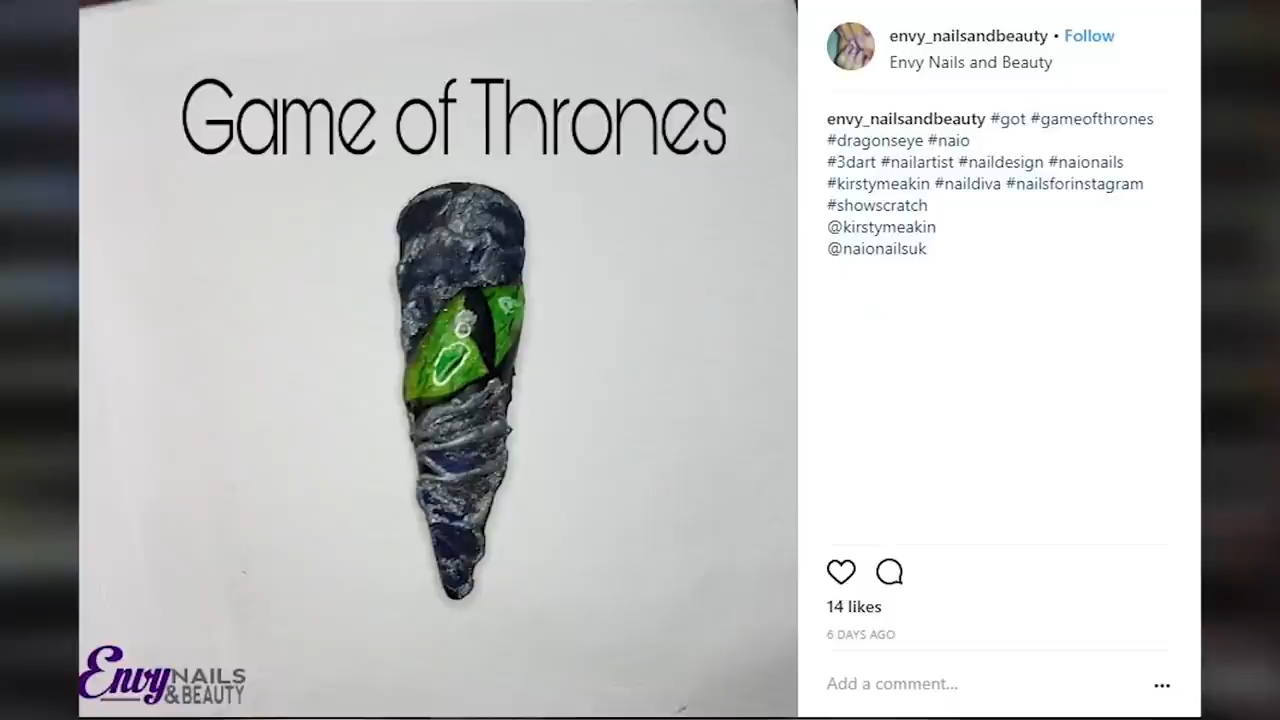 Game of Thrones
Envy NAILS
& BEAUTY
envy_nailsandbeauty • Follow
Envy Nails and Beauty
envy_nailsandbeauty #got #gameofthrones
#dragonseye #naio
#3dart #nailartist #naildesign #naionails
#kirstymeakin #naildiva #nailsforinstagram
#showscratch
@kirstymeakin
@naionailsuk
14 likes
6 DAYS AGO
Add a comment...